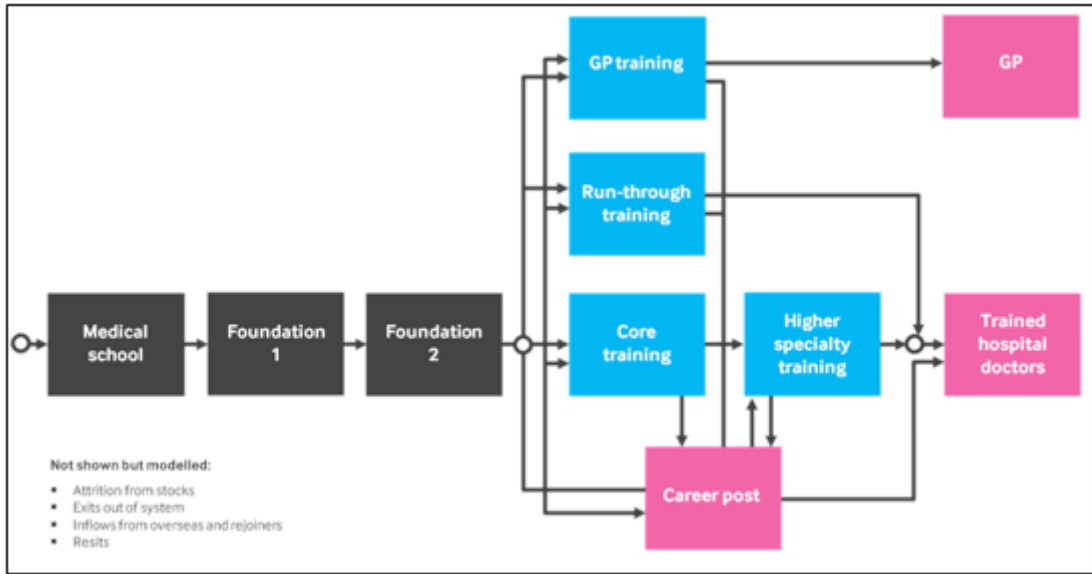 GP training
GP
Run-through
training
Medical
school
Foundation
1
Foundation
2
Core
training
Higher
specialty
training
Trained
hospital
doctors
Career post
Not shown but modelled:
▪ Attrition from stocks
▪ Exits out of system
▪ Inflows from overseas and rejoiners
▪ Resits